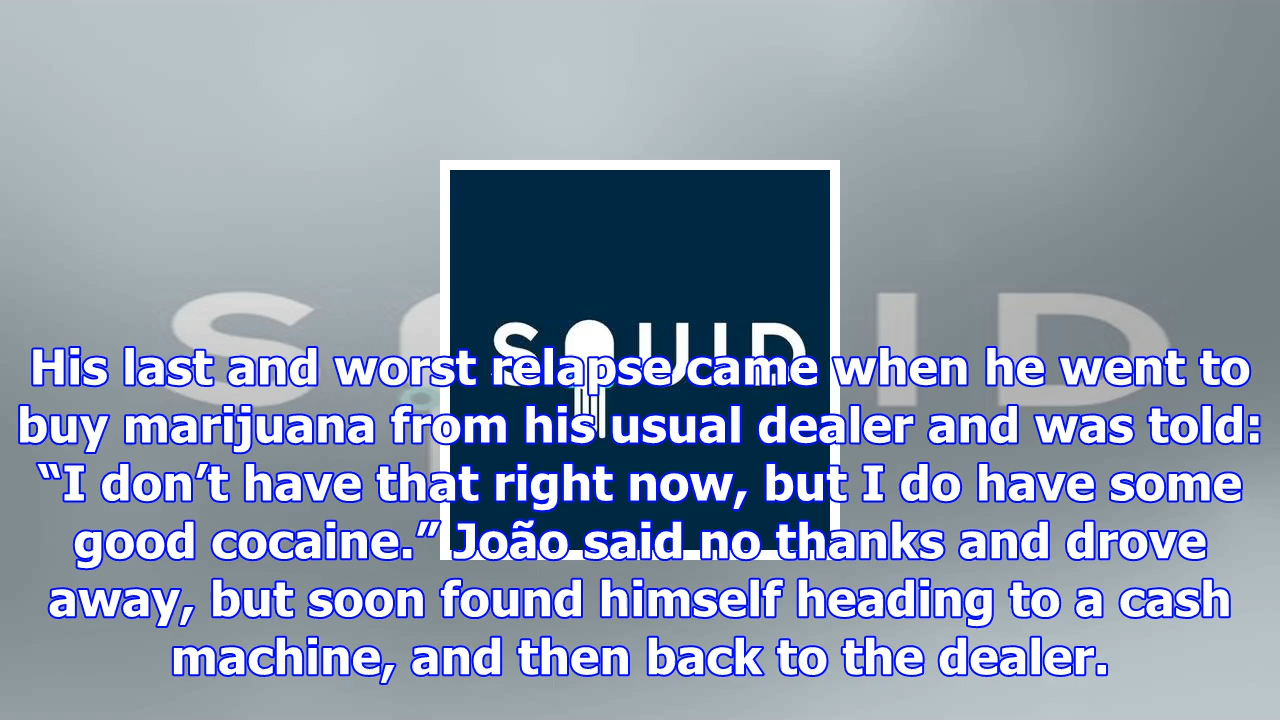 SQUID
SQUID
His last and worst relapse came when he went to
buy marijuana from his usual dealer and was told:
“I don’t have that right now, but I do have some
good cocaine.” João said no thanks and drove
away, but soon found himself heading to a cash
machine, and then back to the dealer.